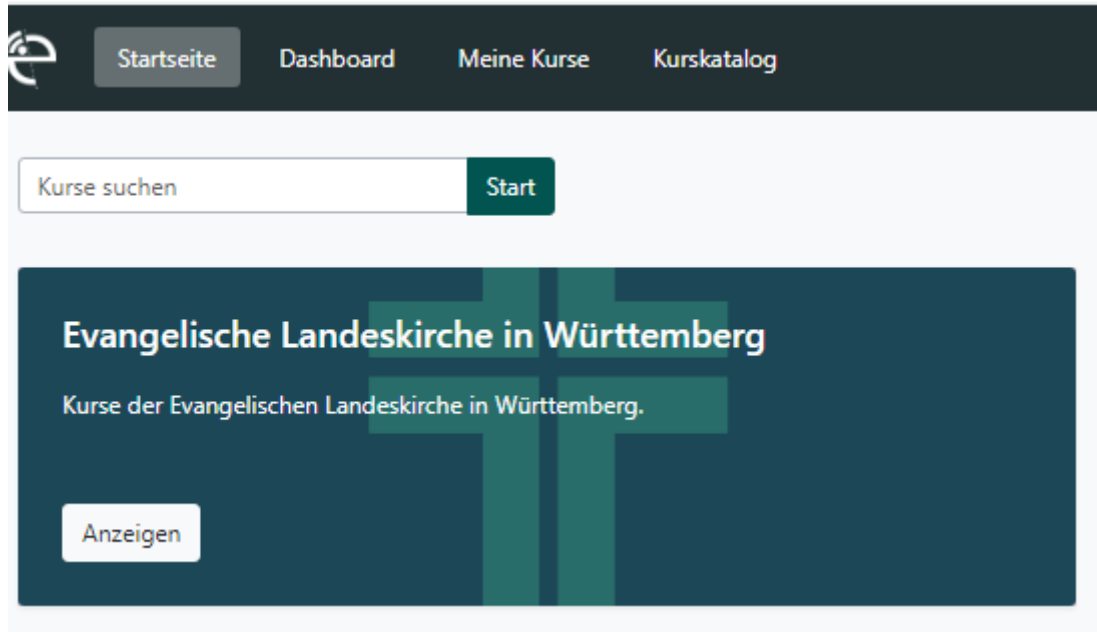 Startseite Dashboard Meine Kurse Kurskatalog
Kurse suchen Start
Evangelische Landeskirche in Württemberg
Kurse der Evangelischen Landeskirche in Württemberg.
Anzeigen